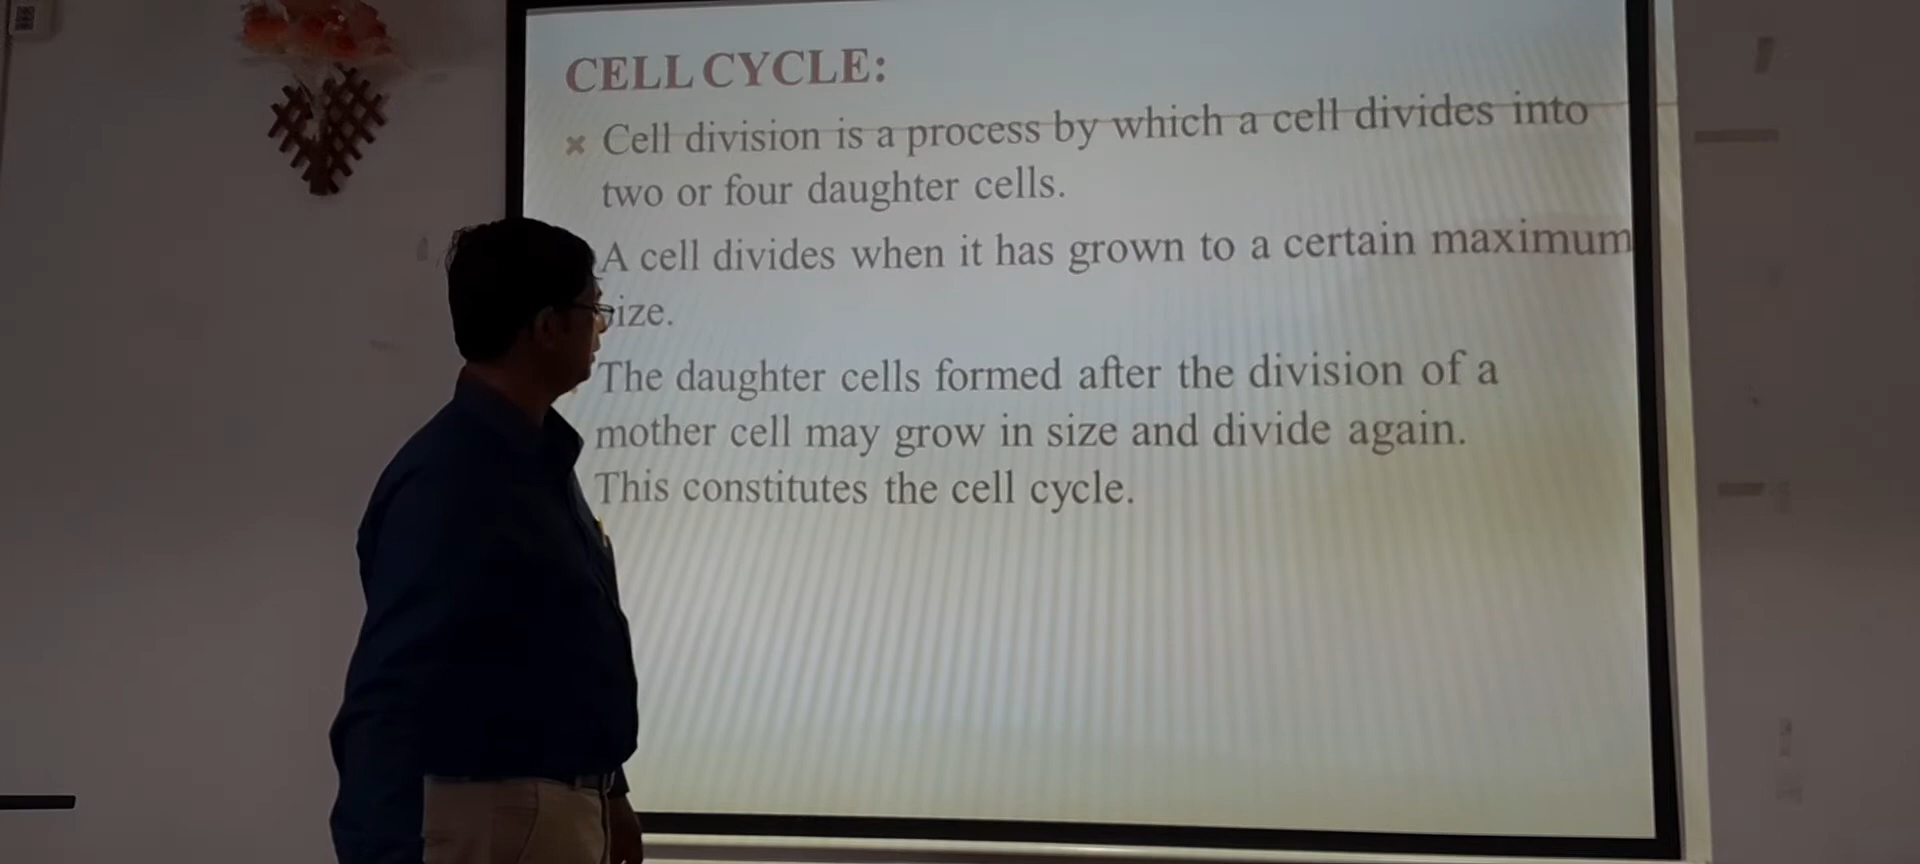 CELL CYCLE:
× Cell division is a process by which a cell divides into
two or four daughter cells.
A cell divides when it has grown to a certain maximum
size.
The daughter cells formed after the division of a
mother cell may grow in size and divide again.
This constitutes the cell cycle.